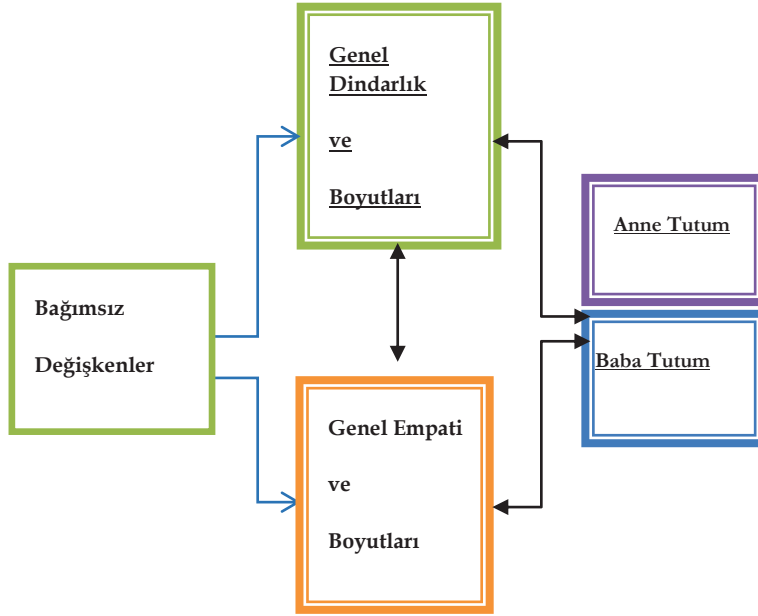 Genel
Dindarlık
ve
Boyutları
Anne Tutum
Bağımsız
Değişkenler
Baba Tutum
Genel Empati
ve
Boyutları